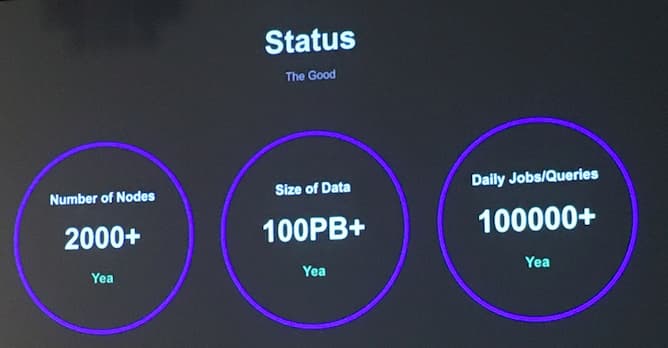 Status
The Good
Number of Nodes
2000+
Yea
Size of Data
100PB+
Yea
Daily Jobs/Queries
100000+
Yea